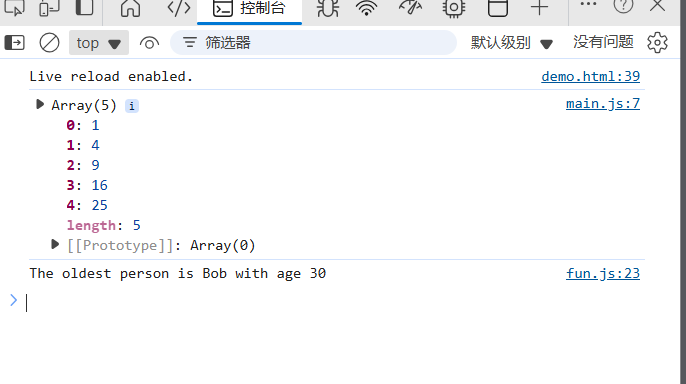 控制台
top 筛选器 默认级别 没有问题
Live reload enabled. demo.html:39
Array(5) i main.js:7
0: 1
1: 4
2: 9
3: 16
4: 25
length: 5
[[Prototype]]: Array(0)
The oldest person is Bob with age 30 fun.js:23